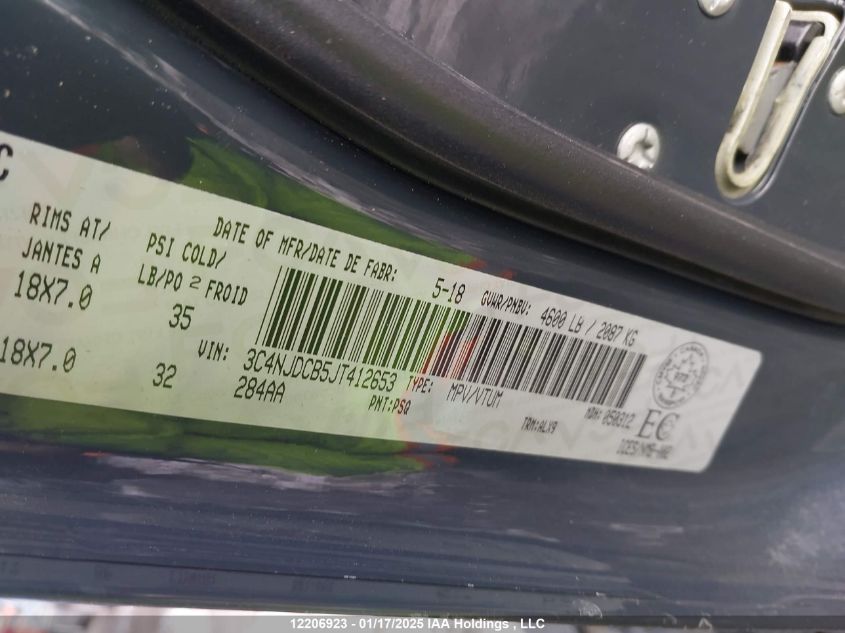 C
RIMS AT/
JANTES A
18X7.0
18X7.0
PSI COLD/
LB/PO 2 FROID
35
32
DATE OF MFR/DATE DE FABR: 5-18 GVWR/PNBV: 4600 LB / 2087 KG
VIN: 3C4NJDCB5JT412653 TYPE: MPV/VTUM
284AA PNT:PSQ TRM:ALX9 MDH: 050312
EC
12206923 - 01/17/2025 IAA Holdings , LLC